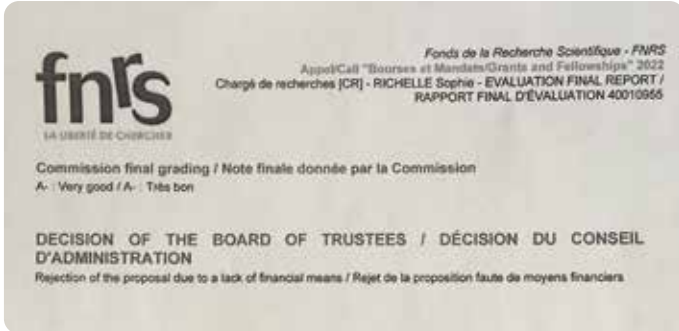 fnrs
LA LIBERTÉ DE CHERCHER
Fonds de la Recherche Scientifique - FNRS
Appel/Call "Bourses et Mandats/Grants and Fellowships" 2022
Chargé de recherches [CR] - RICHELLE Sophie - EVALUATION FINAL REPORT /
RAPPORT FINAL D'ÉVALUATION 40010955
Commission final grading / Note finale donnée par la Commission
A- : Very good / A- : Très bon
DECISION OF THE BOARD OF TRUSTEES / DÉCISION DU CONSEIL
D'ADMINISTRATION
Rejection of the proposal due to a lack of financial means / Rejet de la proposition faute de moyens financiers